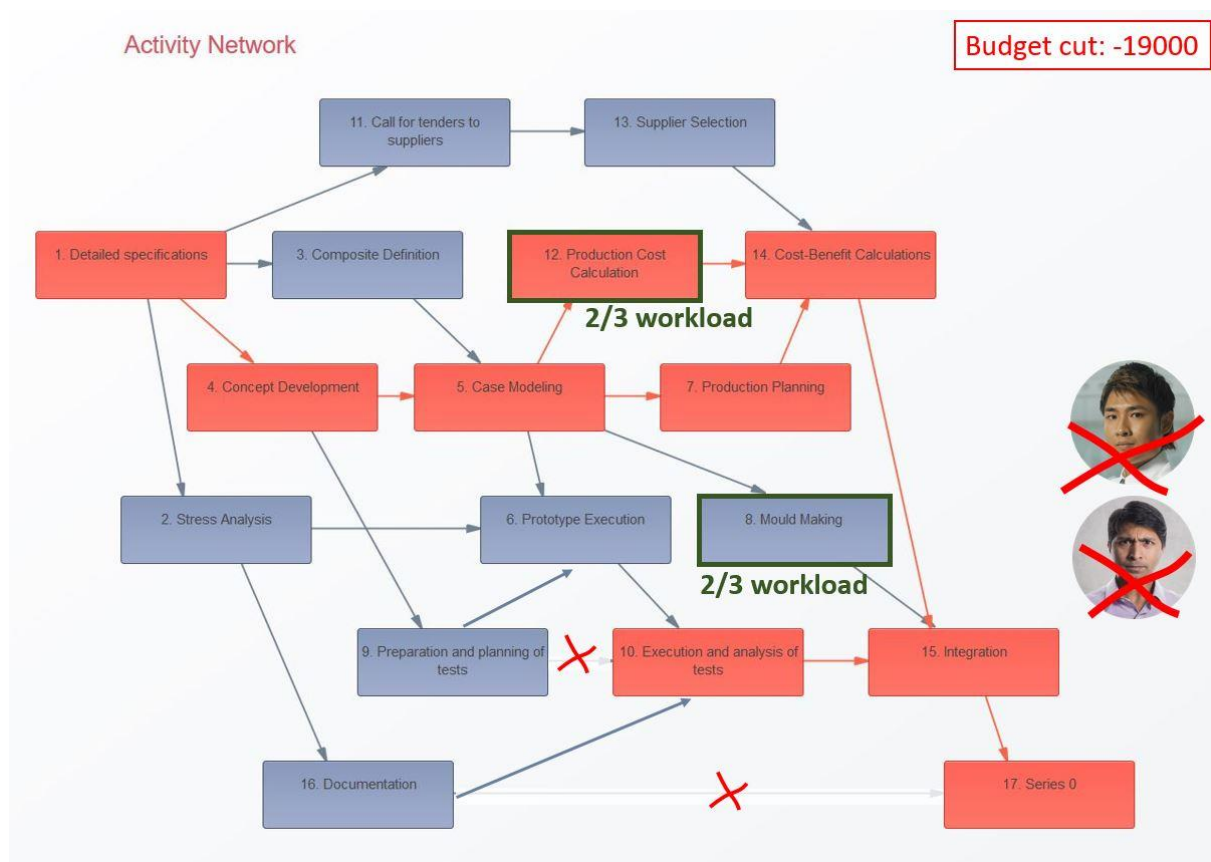 Activity Network
Budget cut: -19000
11. Call for tenders to
suppliers
13. Supplier Selection
1. Detailed specifications
3. Composite Definition
12. Production Cost
Calculation
14. Cost-Benefit Calculations
2/3 workload
4. Concept Development
5. Case Modeling
7. Production Planning
2. Stress Analysis
6. Prototype Execution
8. Mould Making
2/3 workload
9. Preparation and planning of
tests
10. Execution and analysis of
tests
15. Integration
16. Documentation
17. Series 0